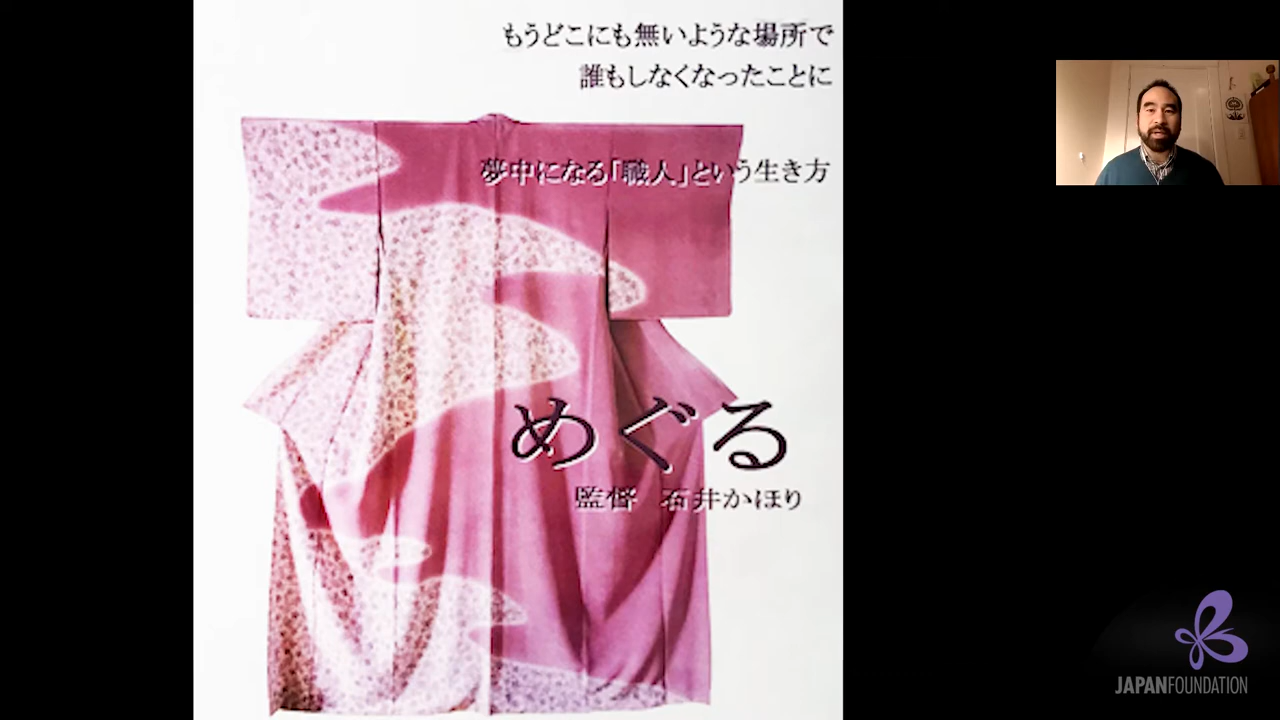 もうどこにも無いような場所で
誰もしなくなったことに
夢中になる「職人」という生き方
めぐる
監督　石井かほり
JAPANFOUNDATION